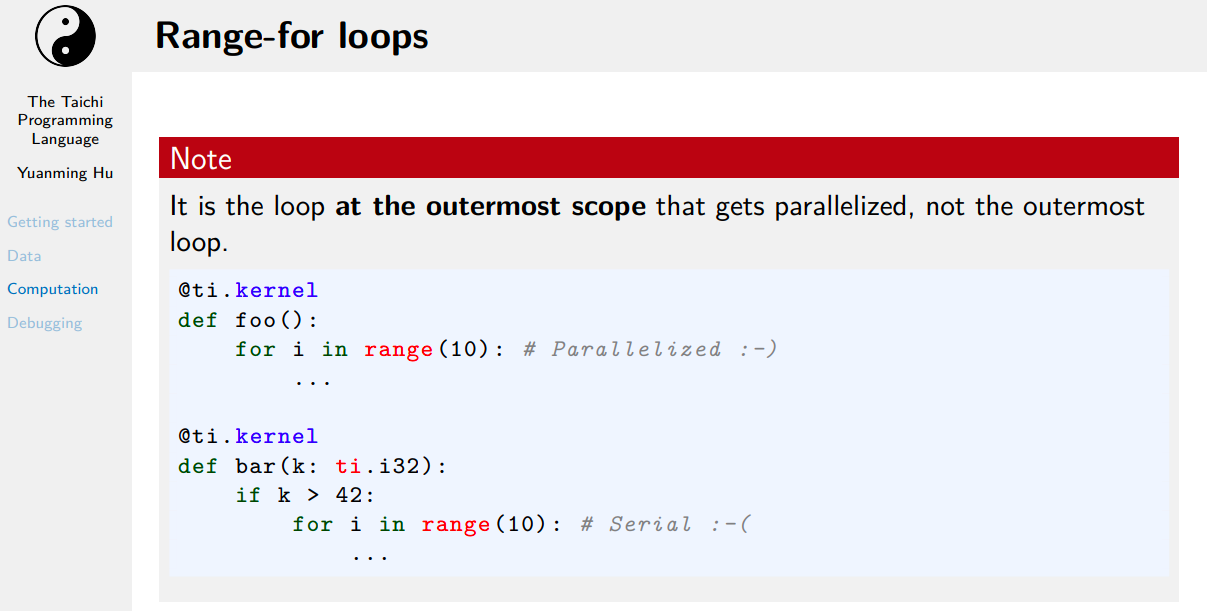 Range-for loops
The Taichi
Programming
Language
Yuanming Hu
Getting started
Data
Computation
Debugging
Note
It is the loop at the outermost scope that gets parallelized, not the outermost
loop.
@ti.kernel
def foo():
    for i in range(10): # Parallelized :-)
        ...
@ti.kernel
def bar(k: ti.i32):
    if k > 42:
        for i in range(10): # Serial :-(
            ...